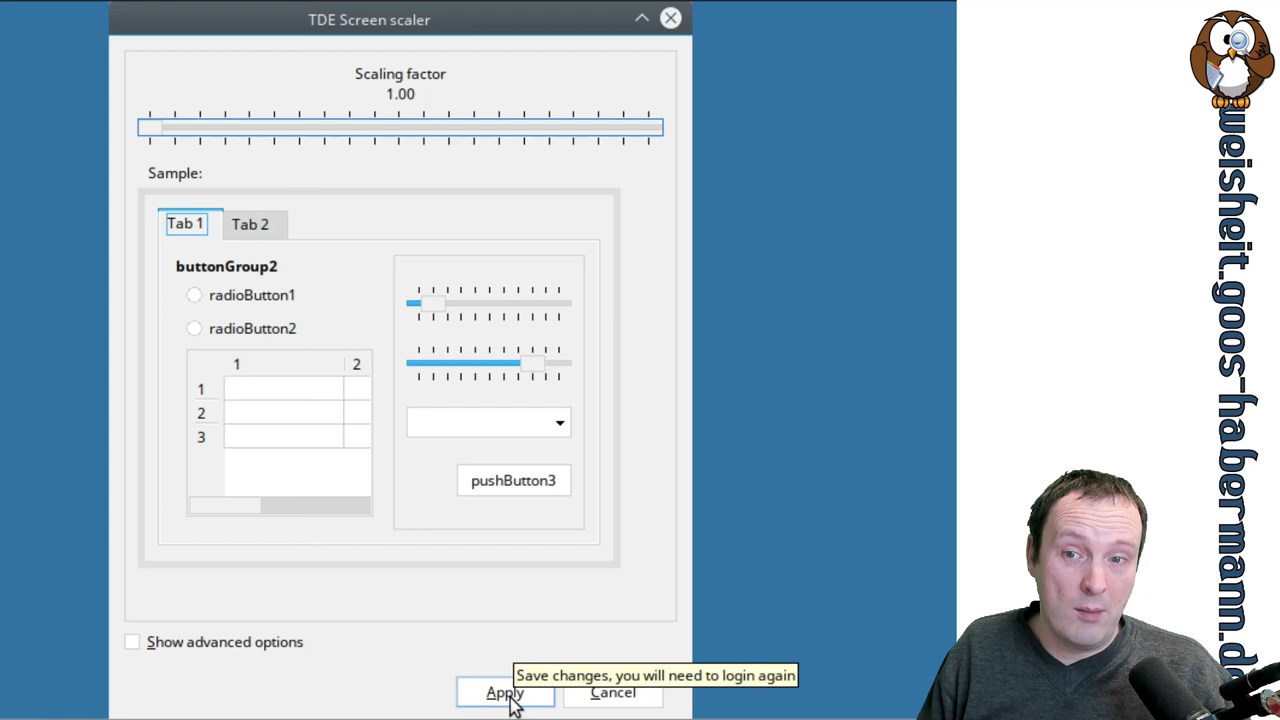 TDE Screen scaler
Scaling factor
1.00
Sample:
Tab 1
Tab 2
buttonGroup2
radioButton1
radioButton2
1 2
1
2
3
pushButton3
Show advanced options
Save changes, you will need to login again
Apply
Cancel
weisheit.goos-habermann.de